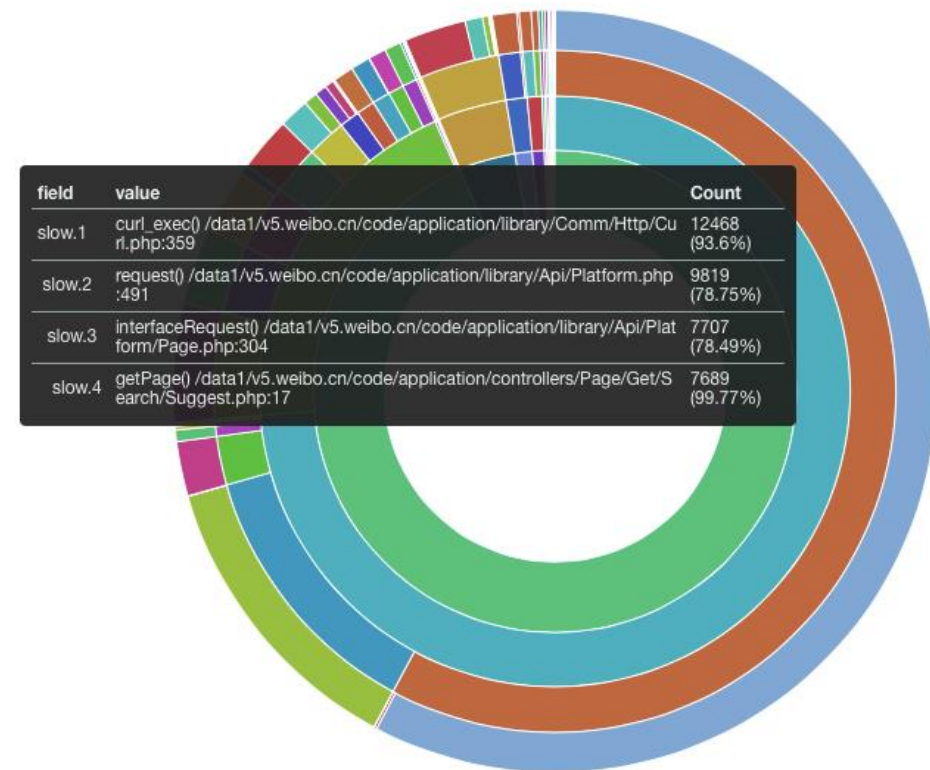 field value Count
slow.1 curl_exec() /data1/v5.weibo.cn/code/application/library/Comm/Http/Cu 12468
rl.php:359 (93.6%)
slow.2 request() /data1/v5.weibo.cn/code/application/library/Api/Platform.php 9819
:491 (78.75%)
slow.3 interfaceRequest() /data1/v5.weibo.cn/code/application/library/Api/Plat 7707
form/Page.php:304 (78.49%)
slow.4 getPage() /data1/v5.weibo.cn/code/application/controllers/Page/Get/S 7689
earch/Suggest.php:17 (99.77%)